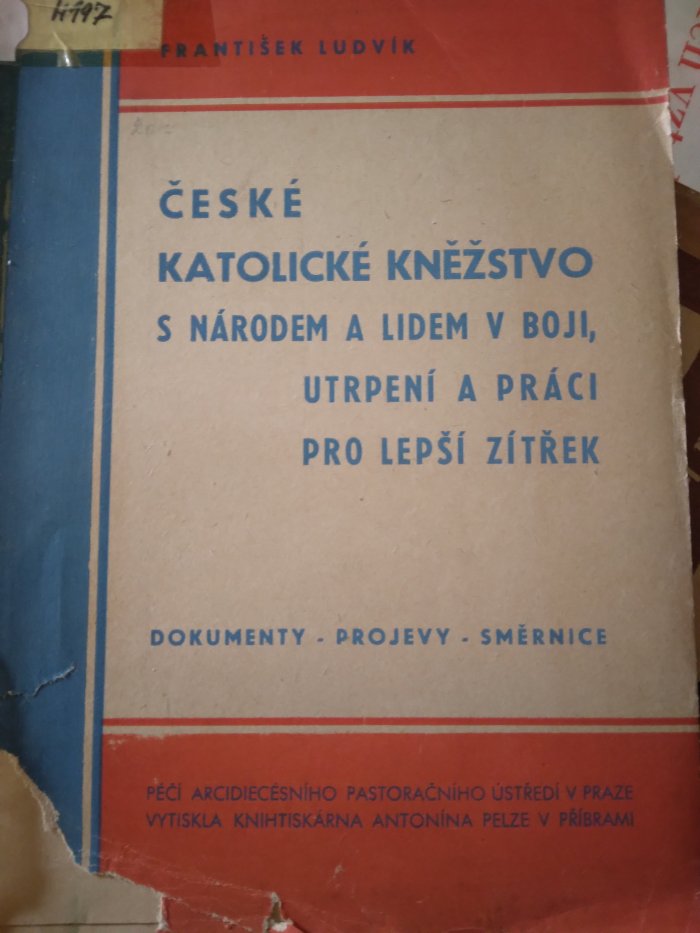 4197
FRANTIŠEK LUDVÍK
ČESKÉ
KATOLICKÉ KNĚŽSTVO
S NÁRODEM A LIDEM V BOJI,
UTRPENÍ A PRÁCI
PRO LEPŠÍ ZÍTŘEK
DOKUMENTY - PROJEVY - SMĚRNICE
PÉČÍ ARCIDIECÉSNÍHO PASTORAČNÍHO ÚSTŘEDÍ V PRAZE
VYTISKLA KNIHTISKÁRNA ANTONÍNA PELZE V PŘÍBRAMI